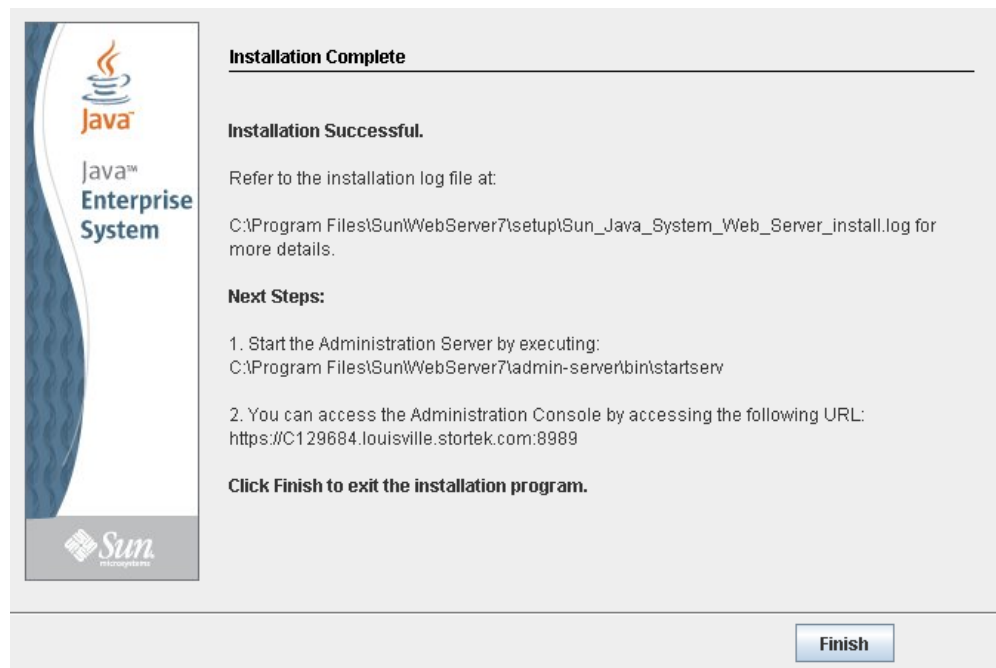 Java™
Java™
Enterprise
System
Sun
microsystems
Installation Complete
Installation Successful.
Refer to the installation log file at:
C:\Program Files\Sun\WebServer7\setup\Sun_Java_System_Web_Server_install.log for
more details.
Next Steps:
1. Start the Administration Server by executing:
C:\Program Files\Sun\WebServer7\admin-server\bin\startserv
2. You can access the Administration Console by accessing the following URL:
https://C129684.louisville.stortek.com:8989
Click Finish to exit the installation program.
Finish